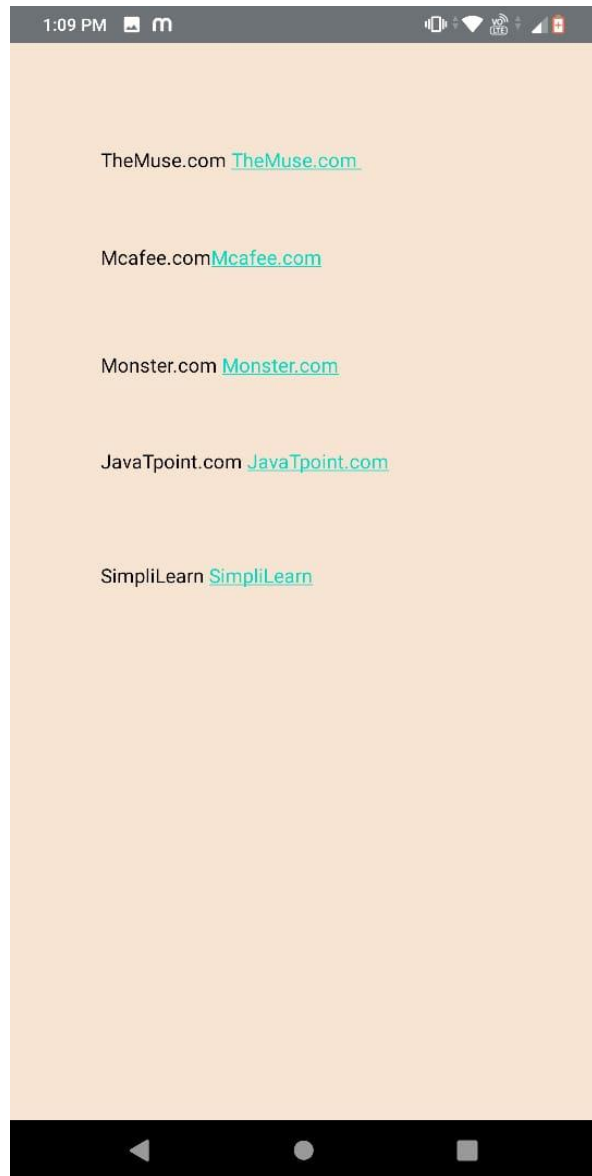 1:09 PM m
TheMuse.com TheMuse.com
Mcafee.comMcafee.com
Monster.com Monster.com
JavaTpoint.com JavaTpoint.com
SimpliLearn SimpliLearn